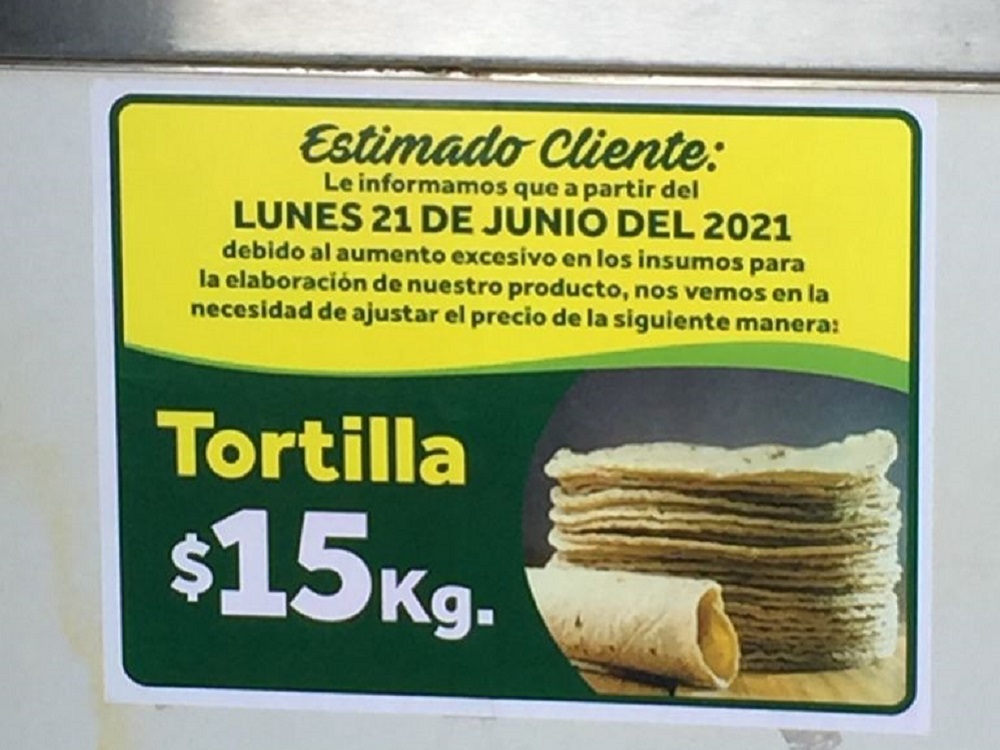 Estimado Cliente:
Le informamos que a partir del
LUNES 21 DE JUNIO DEL 2021
debido al aumento excesivo en los insumos para
la elaboración de nuestro producto, nos vemos en la
necesidad de ajustar el precio de la siguiente manera:
Tortilla
$15 Kg.